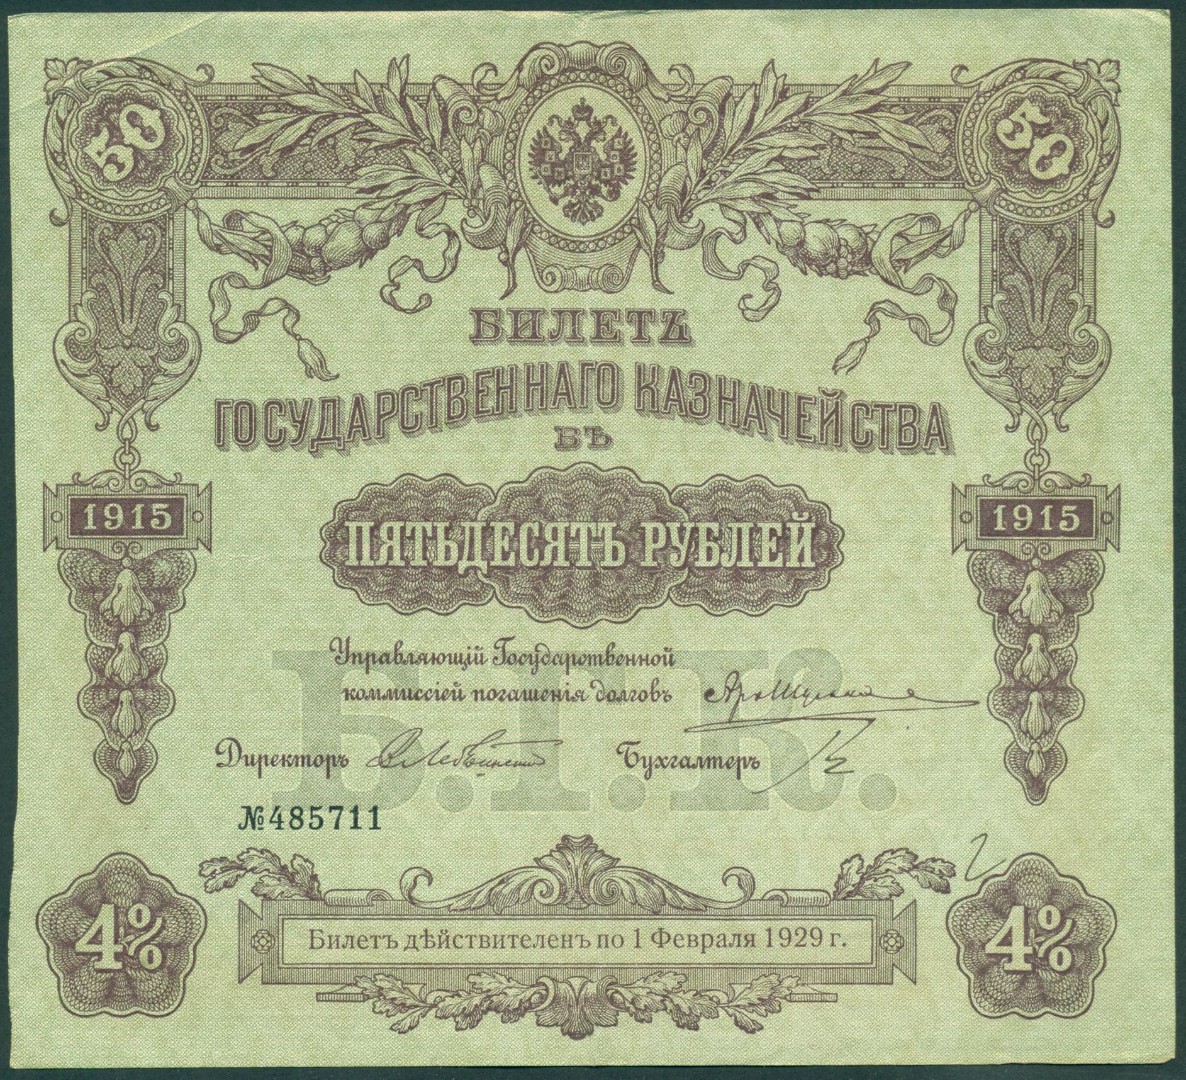 50 50
БИЛЕТЪ
ГОСУДАРСТВЕННАГО КАЗНАЧЕЙСТВА
ВЪ
1915 1915
ПЯТЬДЕСЯТЪ РУБЛЕЙ
Б.Г.К.
Управляющій Государственной
коммиссіей погашенія долговъ
Директоръ Бухгалтеръ
№485711
4% 4%
Билетъ дѣйствителенъ по 1 Февраля 1929 г.